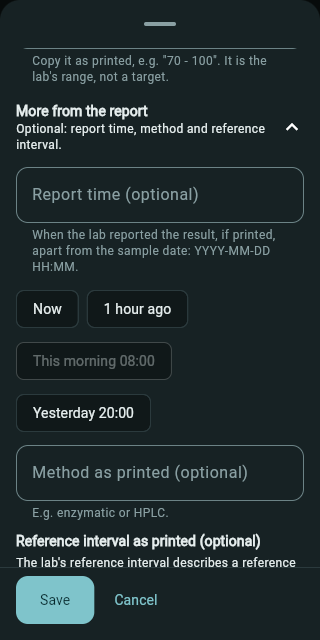 Copy it as printed, e.g. "70 - 100". It is the
lab's range, not a target.
More from the report
Optional: report time, method and reference
interval.
Report time (optional)
When the lab reported the result, if printed,
apart from the sample date: YYYY-MM-DD
HH:MM.
Now
1 hour ago
This morning 08:00
Yesterday 20:00
Method as printed (optional)
E.g. enzymatic or HPLC.
Reference interval as printed (optional)
The lab's reference interval describes a reference
Save
Cancel